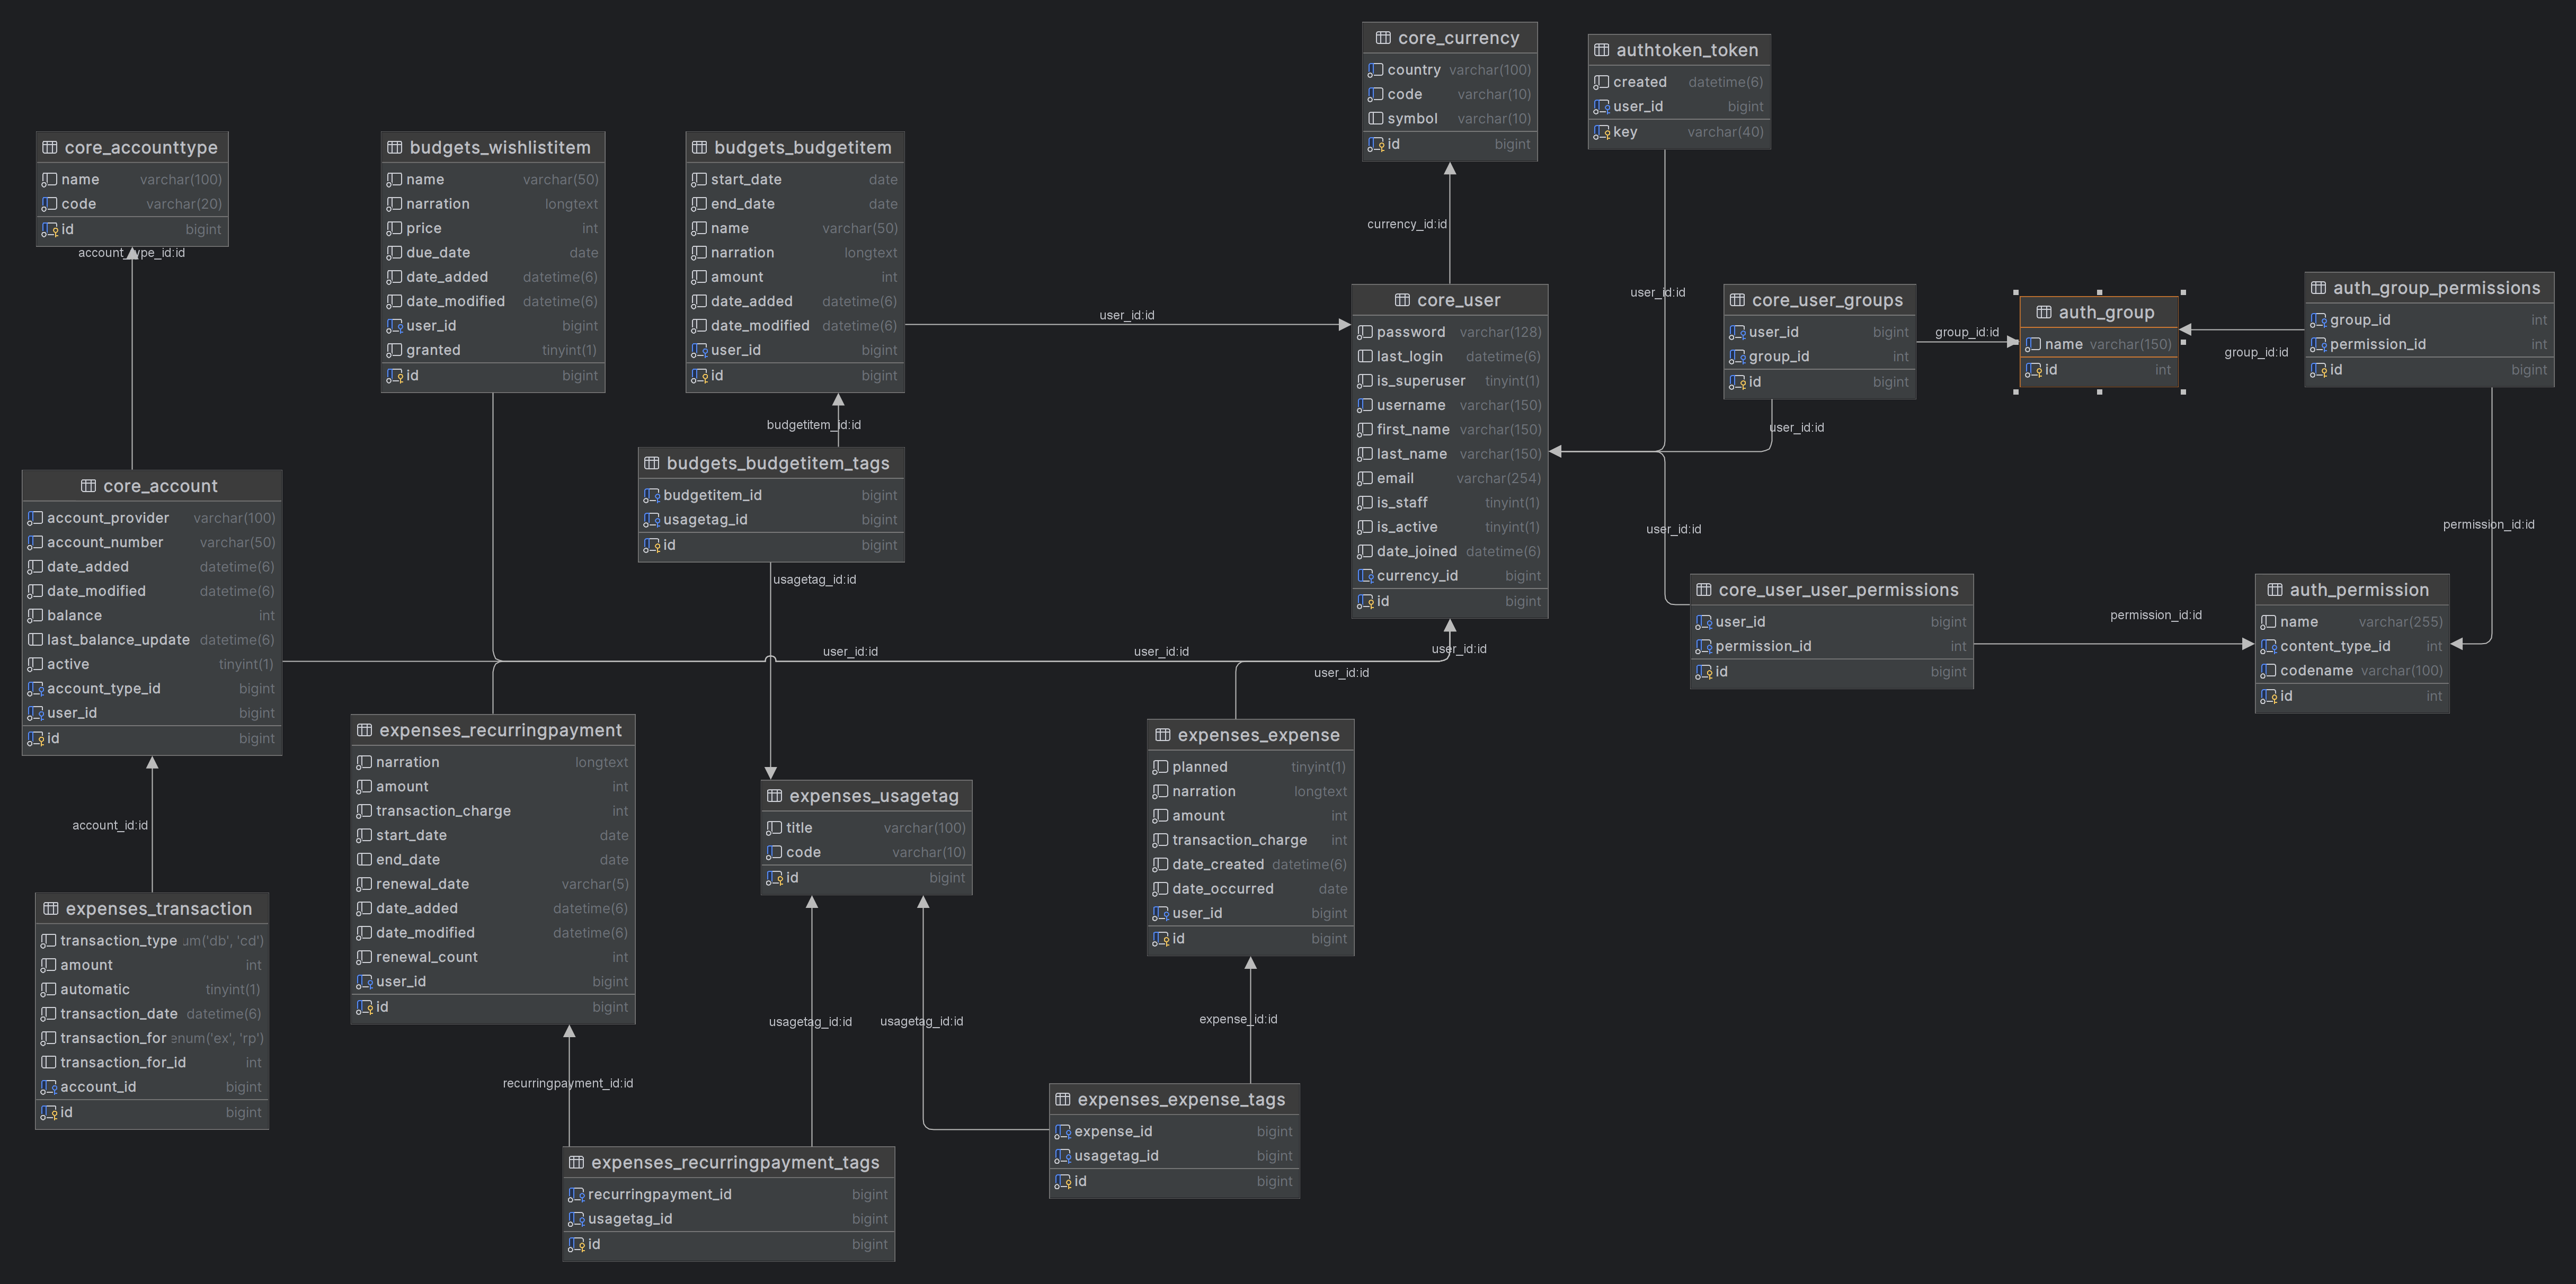 core_currency
country varchar(100)
code varchar(10)
symbol varchar(10)
id bigint
currency_id:id
authtoken_token
created datetime(6)
user_id bigint
key varchar(40)
user_id:id
core_accounttype
name varchar(100)
code varchar(20)
id bigint
account_type_id:id
budgets_wishlistitem
name varchar(50)
narration longtext
price int
due_date date
date_added datetime(6)
date_modified datetime(6)
user_id bigint
granted tinyint(1)
id bigint
budgets_budgetitem
start_date date
end_date date
name varchar(50)
narration longtext
amount int
date_added datetime(6)
date_modified datetime(6)
user_id bigint
id bigint
user_id:id
budgetitem_id:id
core_user
password varchar(128)
last_login datetime(6)
is_superuser tinyint(1)
username varchar(150)
first_name varchar(150)
last_name varchar(150)
email varchar(254)
is_staff tinyint(1)
is_active tinyint(1)
date_joined datetime(6)
currency_id bigint
id bigint
core_user_groups
user_id bigint
group_id int
id bigint
user_id:id
group_id:id
auth_group
name varchar(150)
id int
group_id:id
auth_group_permissions
group_id int
permission_id int
id bigint
permission_id:id
budgets_budgetitem_tags
budgetitem_id bigint
usagetag_id bigint
id bigint
usagetag_id:id
core_account
account_provider varchar(100)
account_number varchar(50)
date_added datetime(6)
date_modified datetime(6)
balance int
last_balance_update datetime(6)
active tinyint(1)
account_type_id bigint
user_id bigint
id bigint
user_id:id
user_id:id
user_id:id
user_id:id
user_id:id
core_user_user_permissions
user_id bigint
permission_id int
id bigint
permission_id:id
auth_permission
name varchar(255)
content_type_id int
codename varchar(100)
id int
account_id:id
expenses_recurringpayment
narration longtext
amount int
transaction_charge int
start_date date
end_date date
renewal_date varchar(5)
date_added datetime(6)
date_modified datetime(6)
renewal_count int
user_id bigint
id bigint
expenses_usagetag
title varchar(100)
code varchar(10)
id bigint
expenses_expense
planned tinyint(1)
narration longtext
amount int
transaction_charge int
date_created datetime(6)
date_occurred date
user_id bigint
id bigint
expenses_transaction
transaction_type um('db', 'cd')
amount int
automatic tinyint(1)
transaction_date datetime(6)
transaction_for enum('ex', 'rp')
transaction_for_id int
account_id bigint
id bigint
recurringpayment_id:id
usagetag_id:id
usagetag_id:id
expense_id:id
expenses_expense_tags
expense_id bigint
usagetag_id bigint
id bigint
expenses_recurringpayment_tags
recurringpayment_id bigint
usagetag_id bigint
id bigint